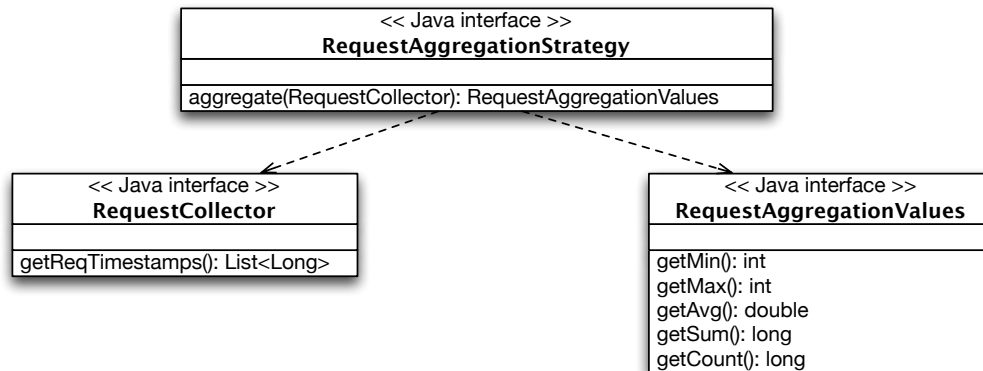 << Java interface >>
RequestAggregationStrategy
aggregate(RequestCollector): RequestAggregationValues
<< Java interface >>
RequestCollector
getReqTimestamps(): List<Long>
<< Java interface >>
RequestAggregationValues
getMin(): int
getMax(): int
getAvg(): double
getSum(): long
getCount(): long